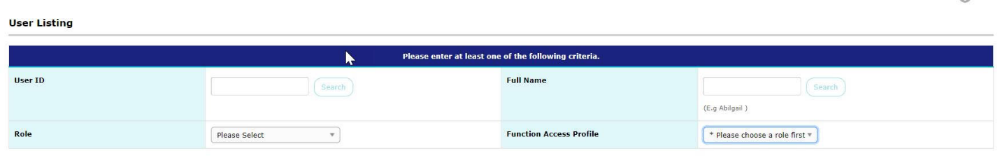 User Listing
Please enter at least one of the following criteria.
User ID
Search
Full Name
Search
(E.g Abilgail )
Role
Please Select
Function Access Profile
* Please choose a role first